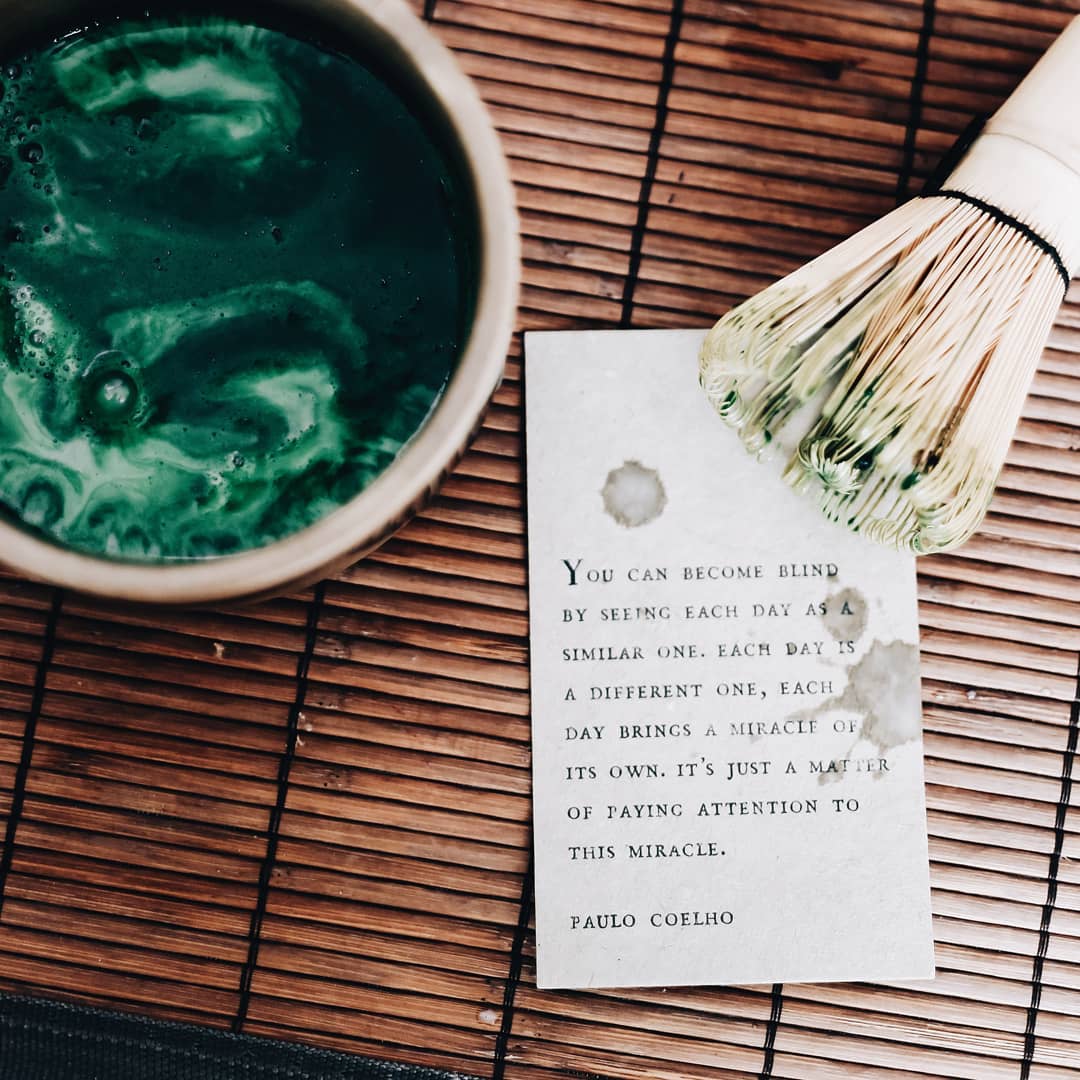 You can become blind
by seeing each day as a
similar one. Each day is
a different one, each
day brings a miracle of
its own. It's just a matter
of paying attention to
this miracle.
Paulo Coelho